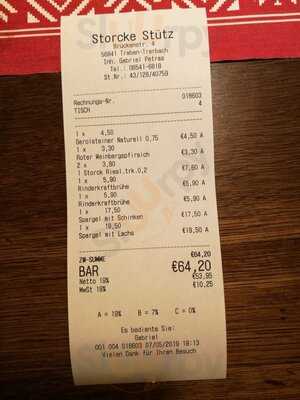 Storcke Stütz
Brückenstr. 4
56841 Traben-Trarbach
Inh. Gabriel Petras
Tel.: 06541-6818
St.Nr.: 43/128/40759
Rechnungs-Nr. 018603
TISCH 4
1 x 4,50
Gerolsteiner Naturell 0,75 €4,50 A
1 x 3,30
Roter Weinbergspfirsich €3,30 A
2 x 3,80
1 Storck Riesl.trk.0,2 €7,60 A
1 x 5,90
Rinderkraftbrühe €5,90 A
1 x 5,90
Rinderkraftbrühe €5,90 A
1 x 17,50
Spargel mit Schinken €17,50 A
1 x 19,50
Spargel mit Lachs €19,50 A
ZW-SUMME €64,20
BAR €64,20
Netto 19% €53,95
MwSt 19% €10,25
A = 19% B = 7% C = 0%
Es bediente Sie:
Gabriel
001 004 018603 07/05/2019 18:13
Vielen Dank für Ihren Besuch